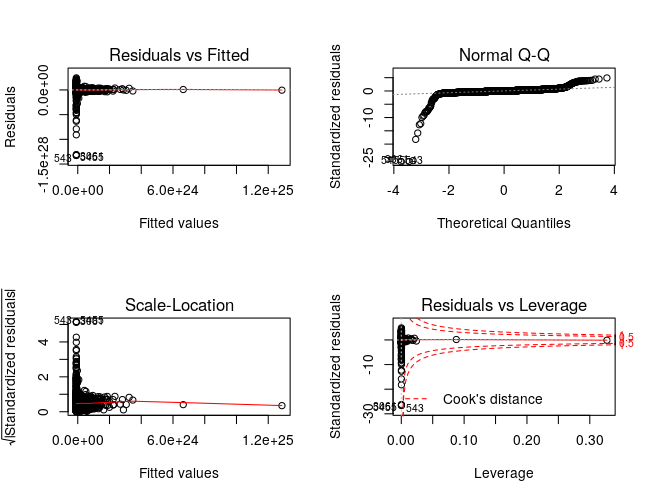 Residuals vs Fitted
Residuals
0.0e+00
-1.5e+28
543
0.0e+00 6.0e+24 1.2e+25
Fitted values
Normal Q-Q
Standardized residuals
0
-10
-25
543
-4 -2 0 2 4
Theoretical Quantiles
Scale-Location
√|Standardized residuals|
4
2
0
543
0.0e+00 6.0e+24 1.2e+25
Fitted values
Residuals vs Leverage
Standardized residuals
-10
-30
543
Cook's distance
0.5
0.00 0.10 0.20 0.30
Leverage